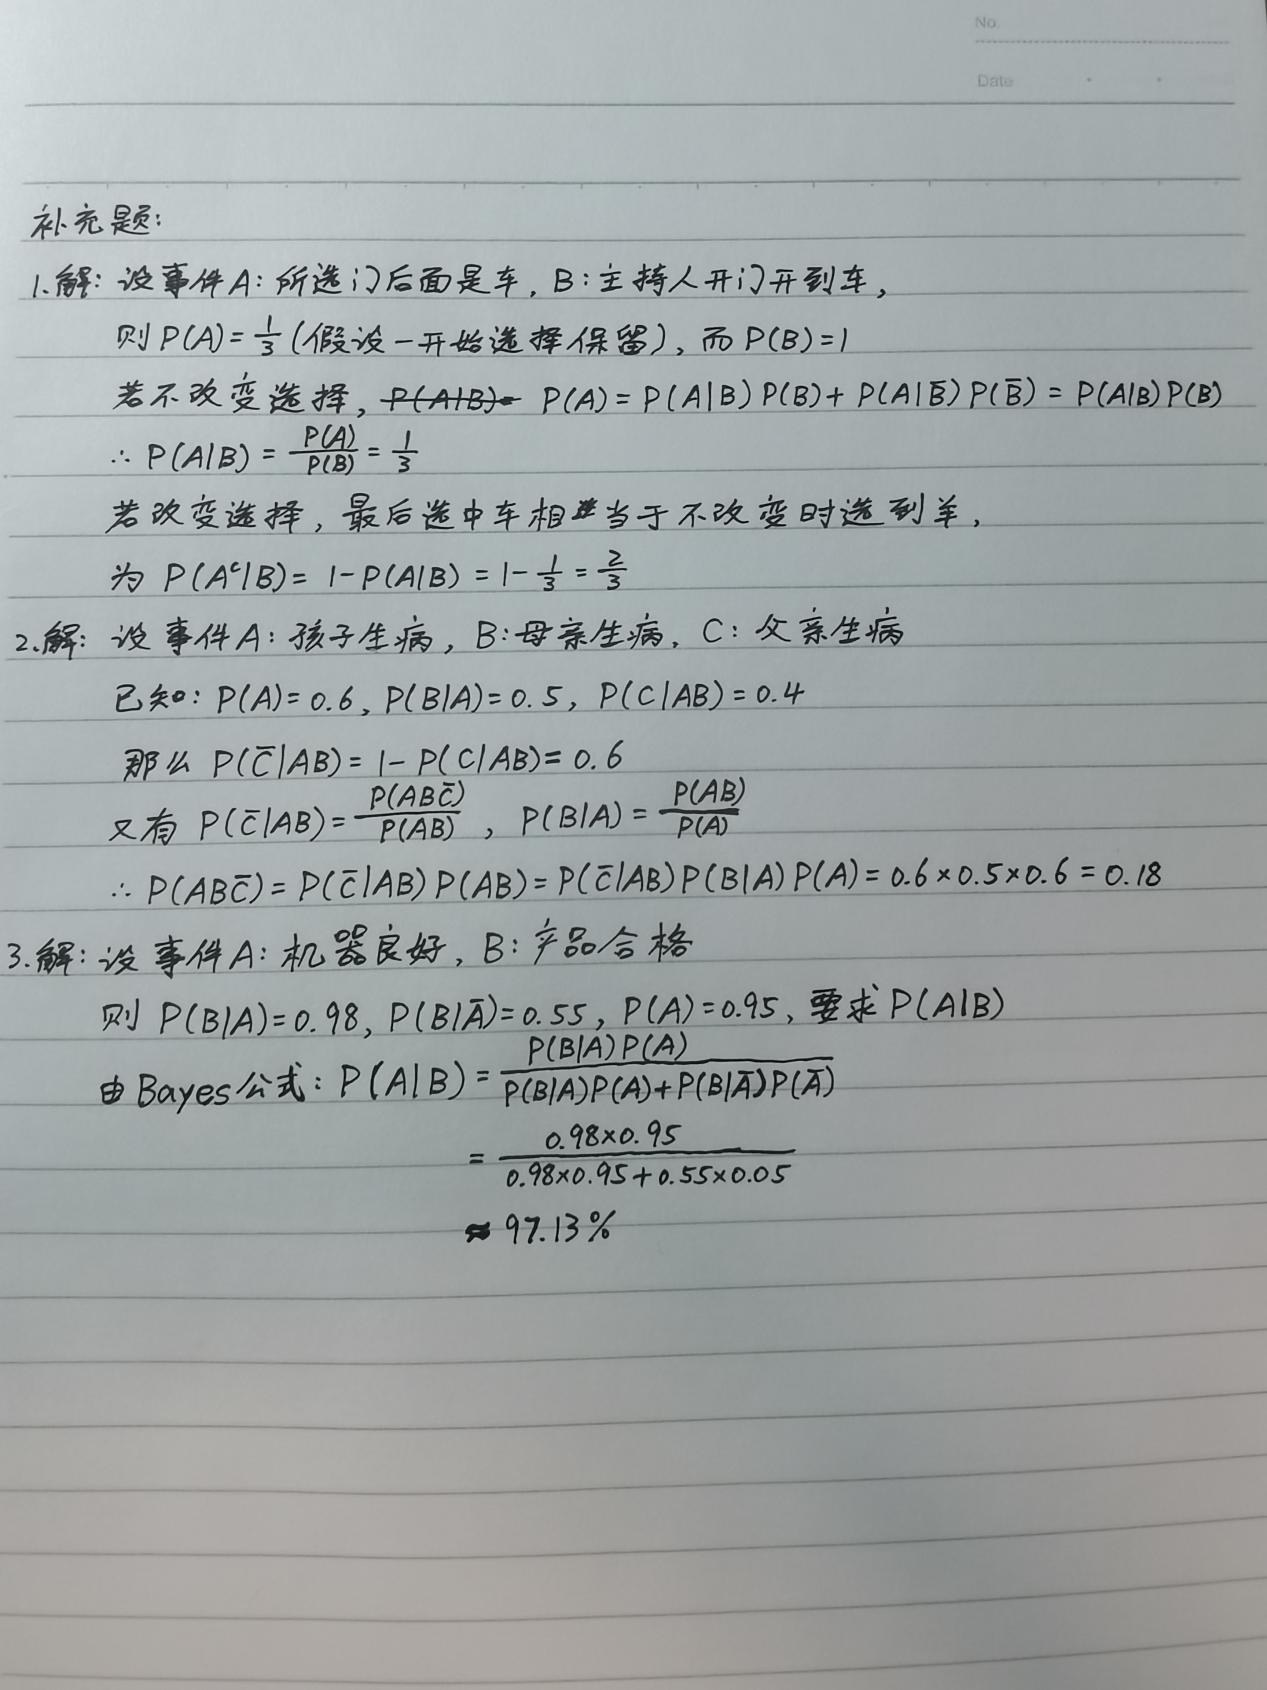 No.
Date
补充题:
1.解: 设事件A: 所选门后面是车, B: 主持人开门开到车,
则 P(A)=1/3 (假设一开始选择保留), 而 P(B)=1
若不改变选择, P(A|B)= P(A)=P(A|B)P(B)+P(A|B̄)P(B̄)=P(A|B)P(B)
∴ P(A|B)=P(A)/P(B)=1/3
若改变选择, 最后选中车相当于不改变时选到羊,
为 P(Aᶜ|B)=1-P(A|B)=1-1/3=2/3
2.解: 设事件A: 孩子生病, B:母亲生病, C: 父亲生病
已知: P(A)=0.6, P(B|A)=0.5, P(C|AB)=0.4
那么 P(C̄|AB)=1-P(C|AB)=0.6
又有 P(C̄|AB)=P(ABC̄)/P(AB), P(B|A)=P(AB)/P(A)
∴ P(ABC̄)=P(C̄|AB)P(AB)=P(C̄|AB)P(B|A)P(A)=0.6×0.5×0.6=0.18
3.解: 设事件A: 机器良好, B: 产品合格
则 P(B|A)=0.98, P(B|Ā)=0.55, P(A)=0.95, 要求 P(A|B)
由Bayes公式: P(A|B)=P(B|A)P(A)/P(B|A)P(A)+P(B|Ā)P(Ā)
=0.98×0.95/0.98×0.95+0.55×0.05
≈97.13%